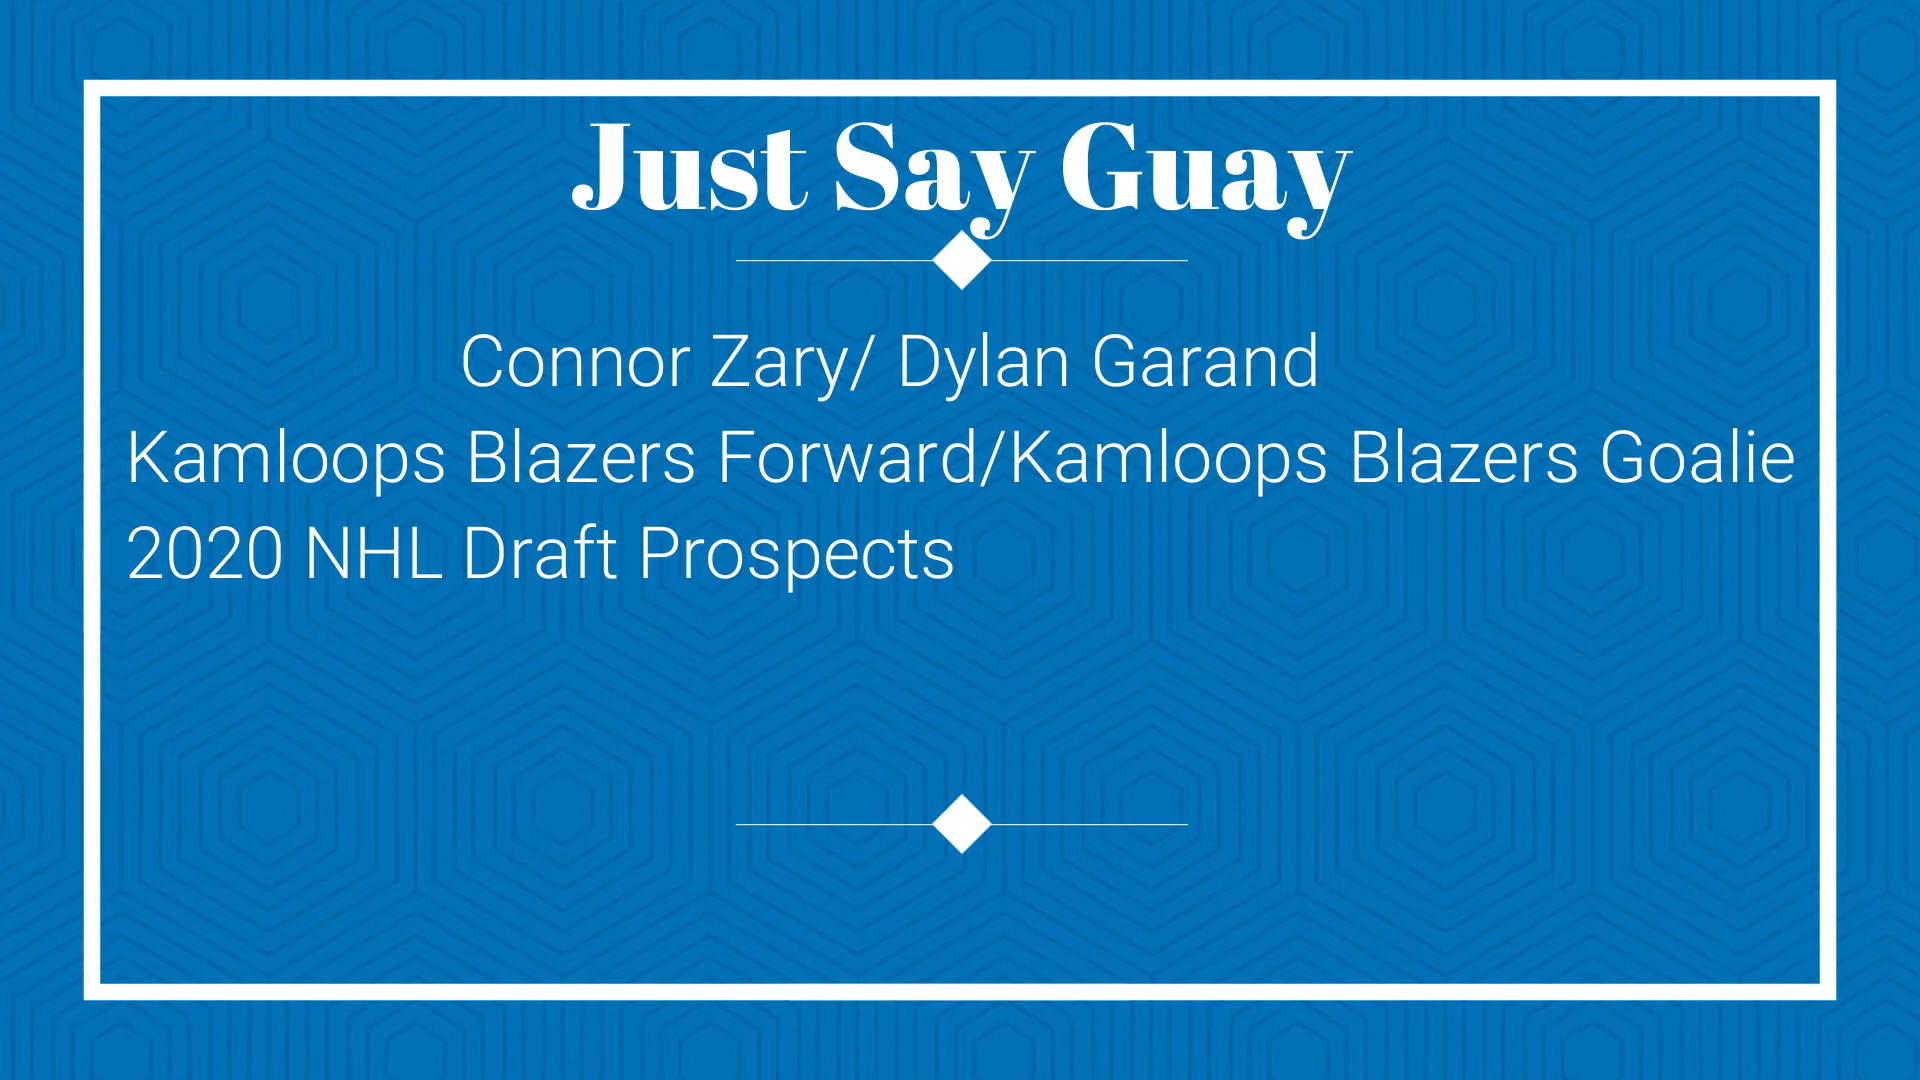 Just Say Guay
Connor Zary/ Dylan Garand
Kamloops Blazers Forward/Kamloops Blazers Goalie
2020 NHL Draft Prospects